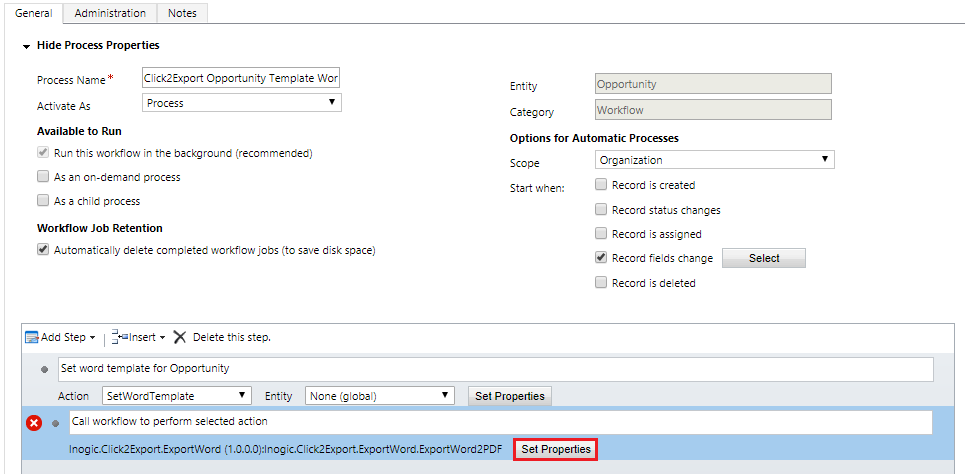 General Administration Notes
Hide Process Properties
Process Name * Click2Export Opportunity Template Wor
Activate As Process
Available to Run
Run this workflow in the background (recommended)
As an on-demand process
As a child process
Workflow Job Retention
Automatically delete completed workflow jobs (to save disk space)
Entity Opportunity
Category Workflow
Options for Automatic Processes
Scope Organization
Start when: Record is created
Record status changes
Record is assigned
Record fields change Select
Record is deleted
Add Step Insert Delete this step.
Set word template for Opportunity
Action SetWordTemplate Entity None (global) Set Properties
Call workflow to perform selected action
Inogic.Click2Export.ExportWord (1.0.0.0):Inogic.Click2Export.ExportWord.ExportWord2PDF Set Properties